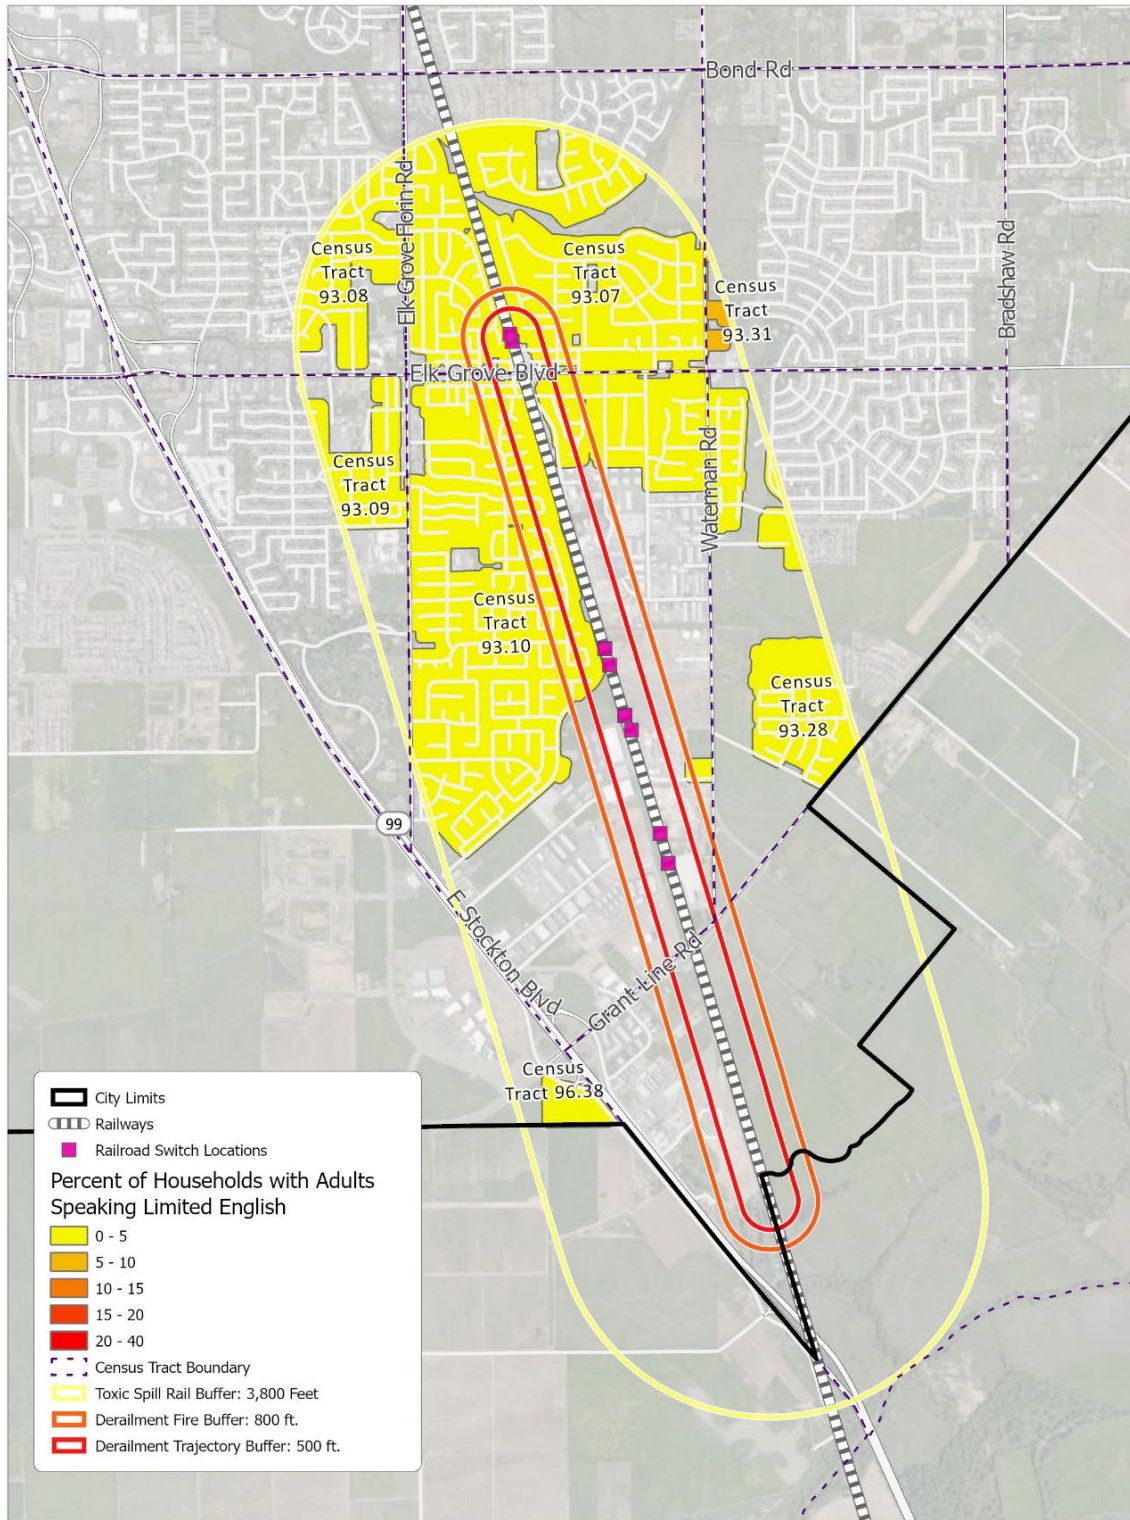 Bond Rd
Elk Grove Florin Rd
Bradshaw Rd
Census
Tract
93.08
Census
Tract
93.07
Census
Tract
93.31
Elk Grove Blvd
Waterman Rd
Census
Tract
93.09
Census
Tract
93.10
Census
Tract
93.28
99
E Stockton Blvd
Grant Line Rd
Census
Tract 96.38
City Limits
Railways
Railroad Switch Locations
Percent of Households with Adults
Speaking Limited English
0 - 5
5 - 10
10 - 15
15 - 20
20 - 40
Census Tract Boundary
Toxic Spill Rail Buffer: 3,800 Feet
Derailment Fire Buffer: 800 ft.
Derailment Trajectory Buffer: 500 ft.